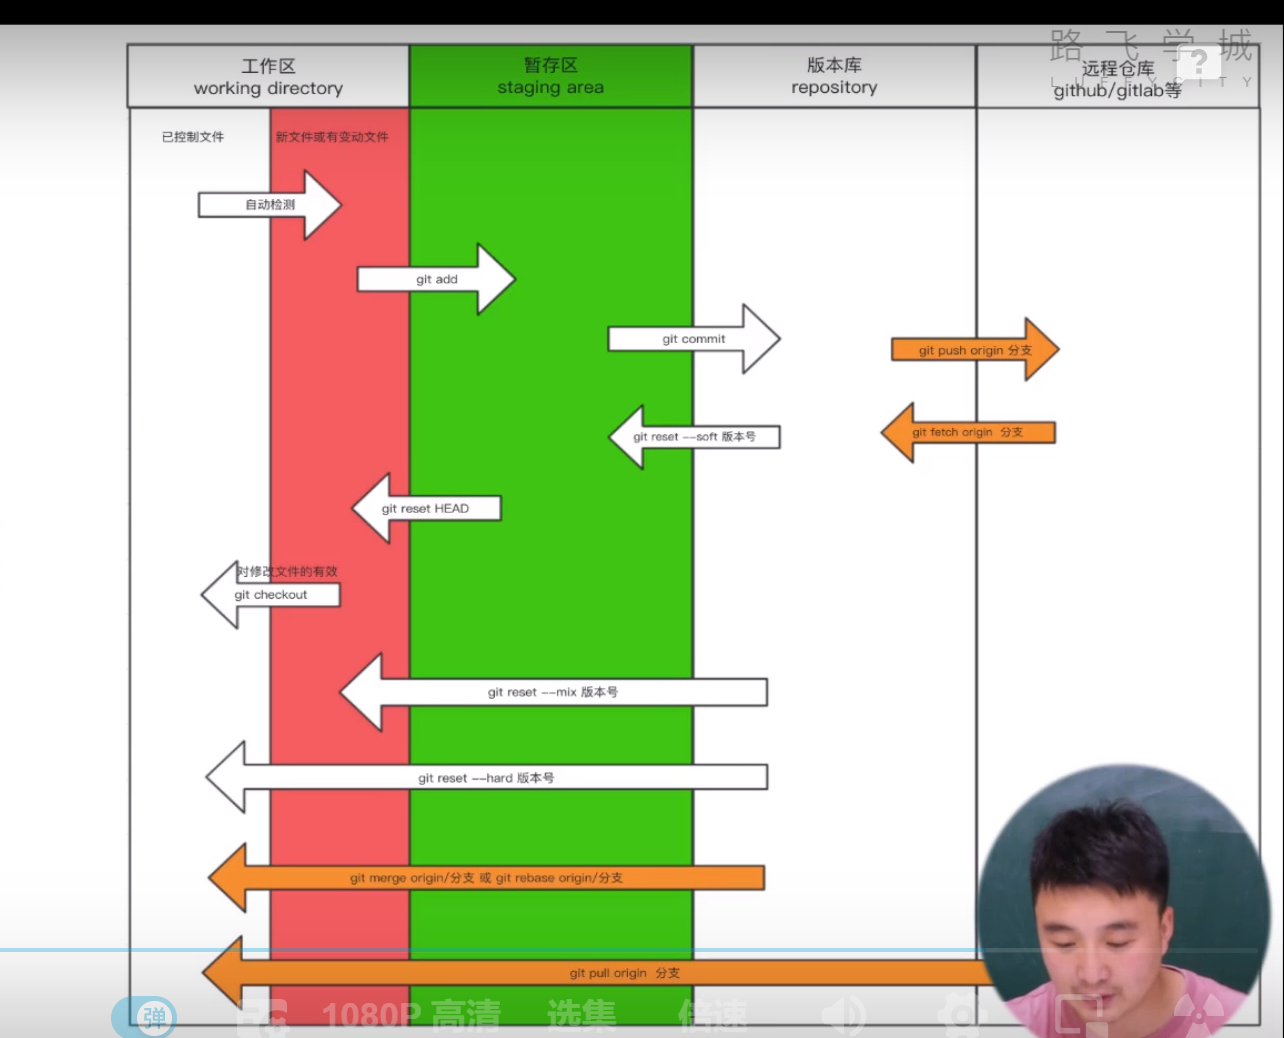 路飞学城
LUFFYCITY
?
工作区
working directory
暂存区
staging area
版本库
repository
远程仓库
github/gitlab等
已控制文件
新文件或有变动文件
自动检测
git add
git commit
git push origin 分支
git reset --soft 版本号
git fetch origin 分支
git reset HEAD
对修改文件的有效
git checkout
git reset --mix 版本号
git reset --hard 版本号
git merge origin/分支 或 git rebase origin/分支
git pull origin 分支
弹
1080P 高清
选集
倍速